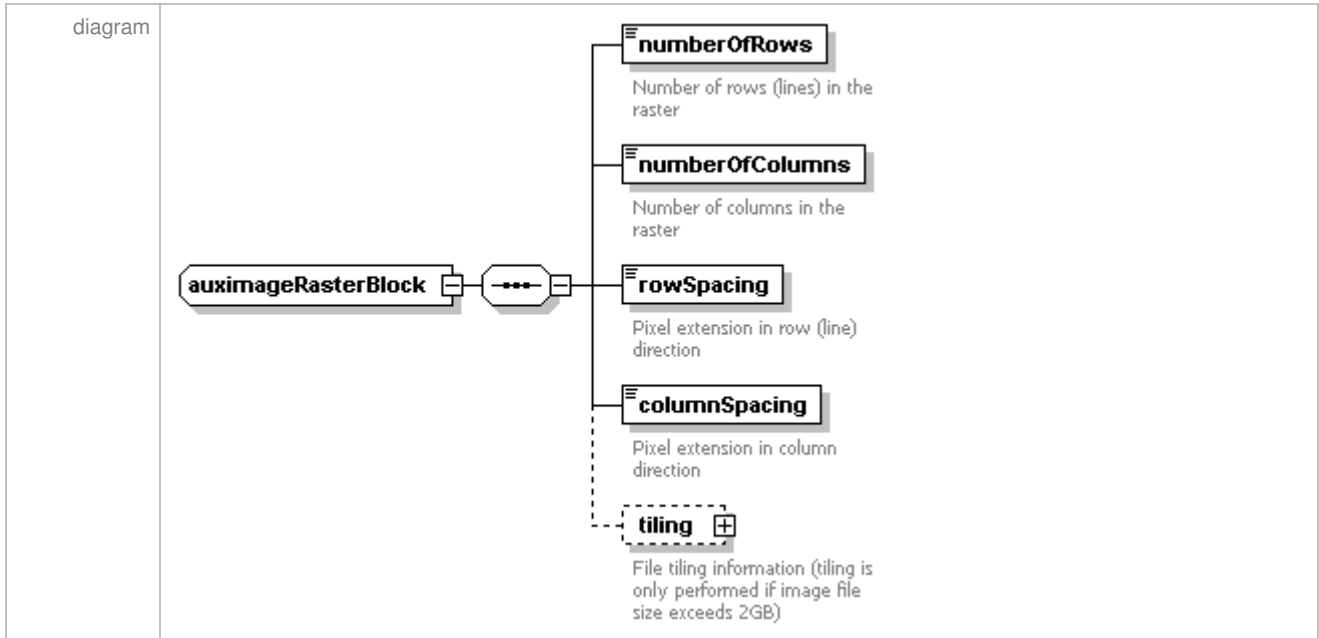 diagram
numberOfRows
Number of rows (lines) in the
raster
numberOfColumns
Number of columns in the
raster
auximageRasterBlock
rowSpacing
Pixel extension in row (line)
direction
columnSpacing
Pixel extension in column
direction
tiling
File tiling information (tiling is
only performed if image file
size exceeds 2GB)